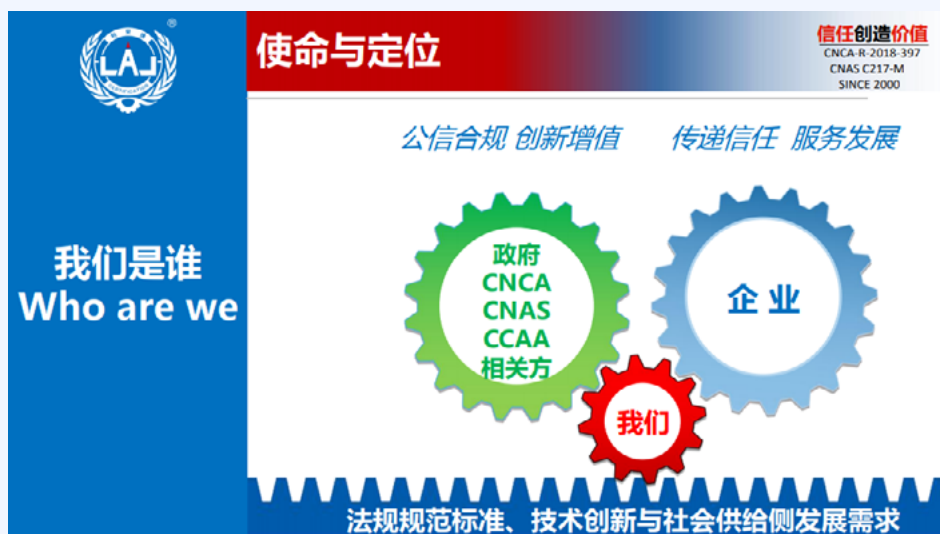 LAJ
CERTIFICATION
®
使命与定位
信任创造价值
CNCA-R-2018-397
CNAS C217-M
SINCE 2000
公信合规 创新增值 传递信任 服务发展
我们是谁
Who are we
政府
CNCA
CNAS
CCAA
相关方
企业
我们
法规规范标准、技术创新与社会供给侧发展需求